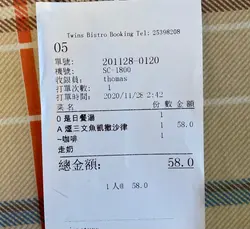 Twins Bistro Booking Tel: 25398208
05
單號: 201128-0120
機號: SC-1800
收銀員: thomas
打單次數: 1
打單時間: 2020/11/28 2:42
菜名 份數 金額
0 是日餐湯 1
A 煙三文魚凱撒沙律 1 58.0
~咖啡 1
走奶
總金額: 58.0
1 人@ 58.0